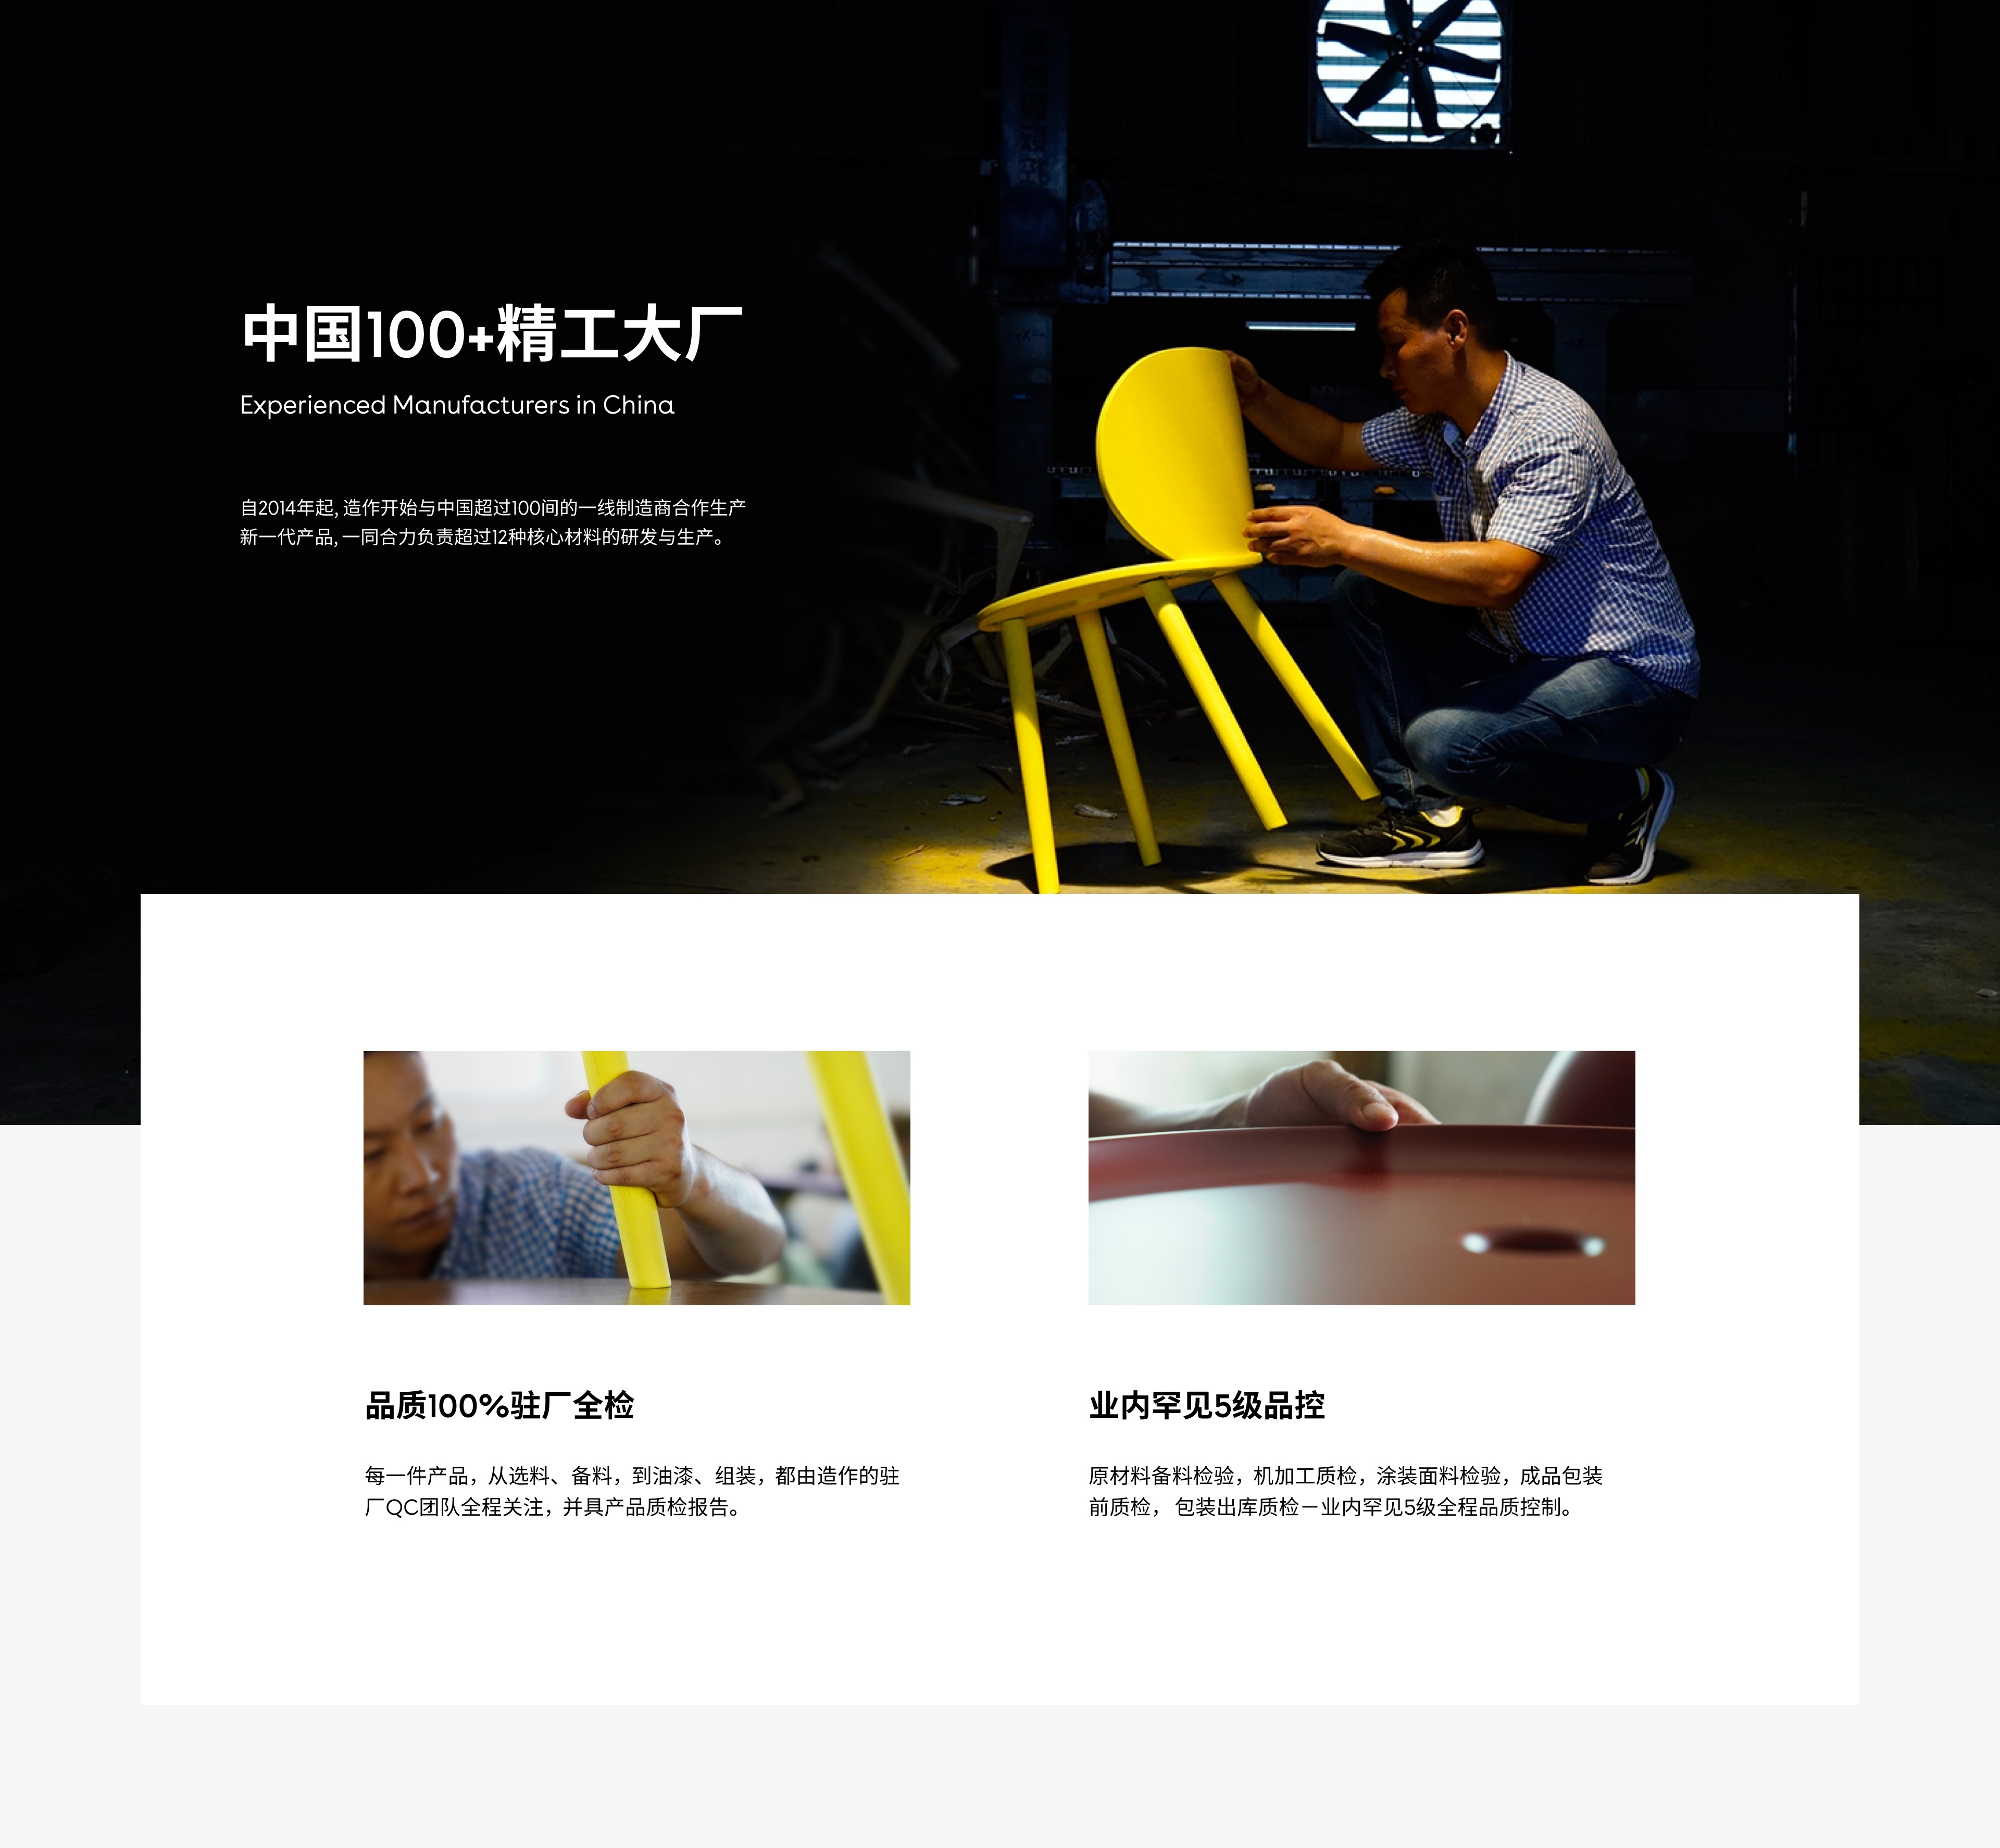 中国100+精工大厂
Experienced Manufacturers in China
自2014年起, 造作开始与中国超过100间的一线制造商合作生产
新一代产品, 一同合力负责超过12种核心材料的研发与生产。
品质100%驻厂全检
每一件产品，从选料、备料，到油漆、组装，都由造作的驻
厂QC团队全程关注，并具产品质检报告。
业内罕见5级品控
原材料备料检验，机加工质检，涂装面料检验，成品包装
前质检， 包装出库质检－业内罕见5级全程品质控制。